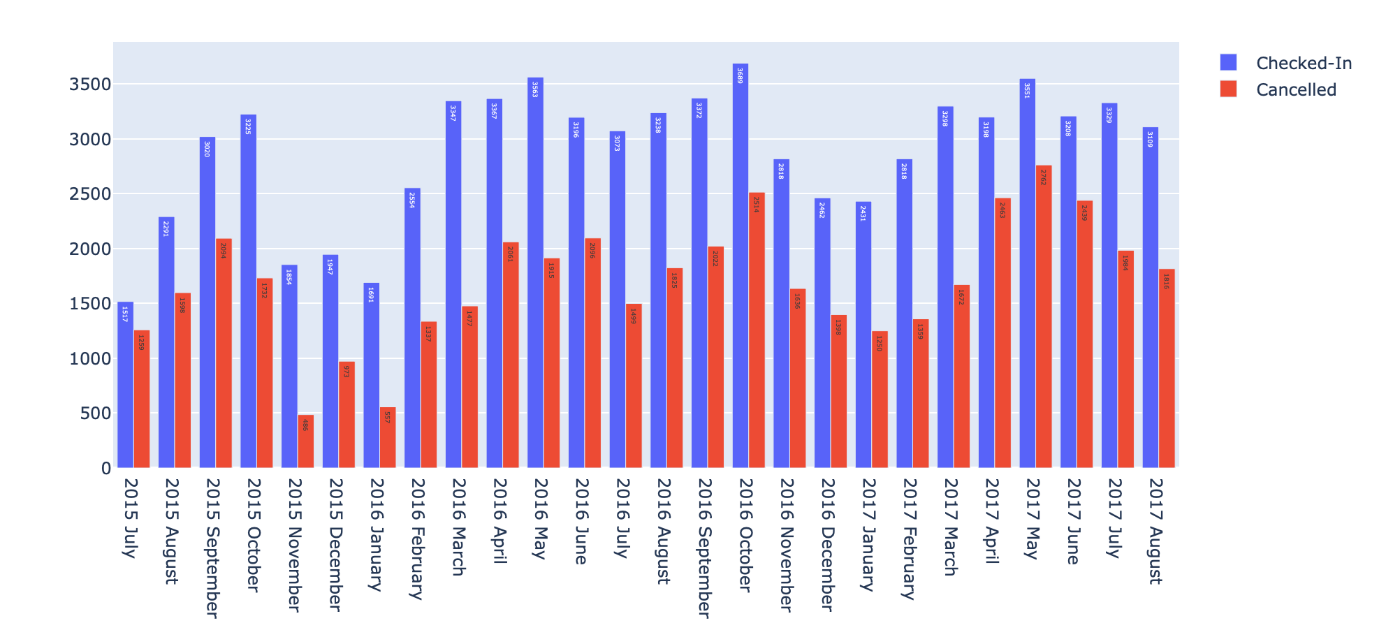 Checked-In
Cancelled
3500
3000
2500
2000
1500
1000
500
0
1517
1259
2291
1598
3020
2094
3225
1732
1854
486
1947
973
1691
557
2554
1337
3347
1477
3367
2061
3563
1915
3196
2096
3073
1499
3238
1825
3372
2022
3689
2514
2818
1636
2462
1398
2431
1250
2818
1359
3298
1672
3198
2463
3551
2762
3208
2439
3329
1984
3109
1816
2015 July
2015 August
2015 September
2015 October
2015 November
2015 December
2016 January
2016 February
2016 March
2016 April
2016 May
2016 June
2016 July
2016 August
2016 September
2016 October
2016 November
2016 December
2017 January
2017 February
2017 March
2017 April
2017 May
2017 June
2017 July
2017 August